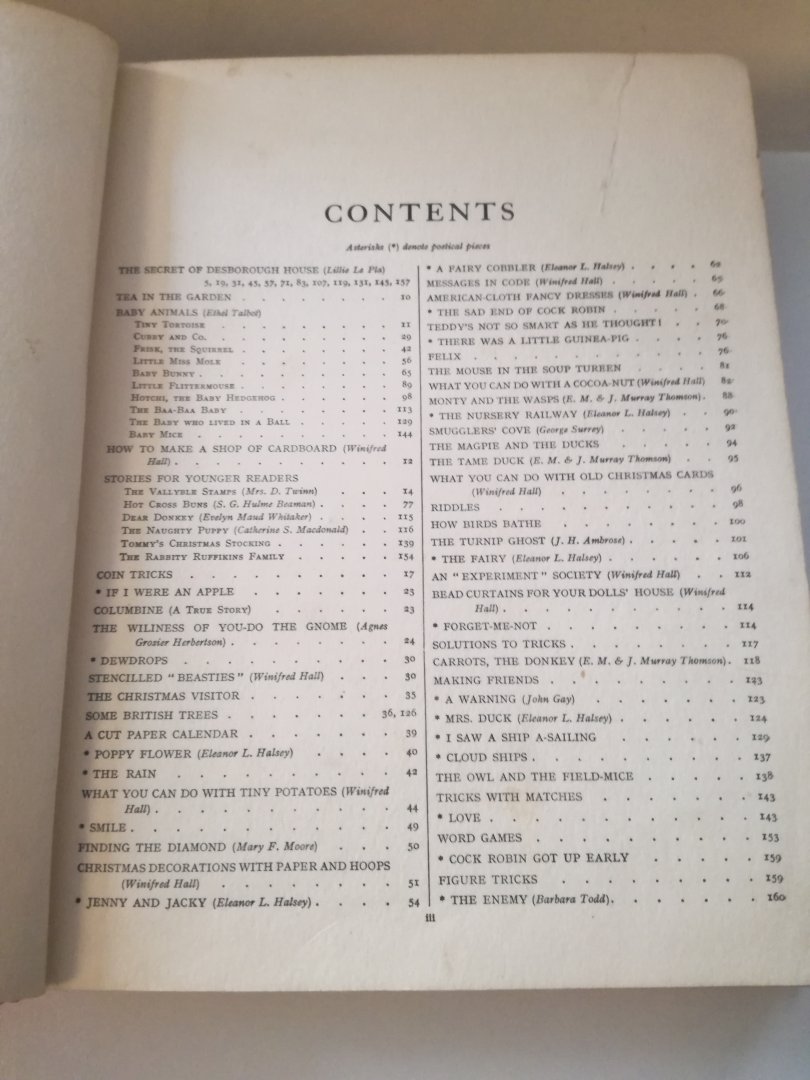 CONTENTS
Asterisks (*) denote poetical pieces
THE SECRET OF DESBOROUGH HOUSE (Lillie Le Pla)
5, 19, 31, 45, 57, 71, 83, 107, 119, 131, 145, 157
TEA IN THE GARDEN . . . . . . . . 10
BABY ANIMALS (Ethel Talbot)
TINY TORTOISE . . . . . . . . 11
CUBBY AND CO. . . . . . . . . 29
FRISK, THE SQUIRREL . . . . . . . 42
LITTLE MISS MOLK . . . . . . . 56
BABY BUNNY . . . . . . . . . 65
LITTLE FLITTERMOUSE . . . . . . . 89
HOTCHI, THE BABY HEDGEHOG . . . . . . 98
THE BAA-BAA BABY . . . . . . . 113
THE BABY WHO LIVED IN A BALL . . . . . 129
BABY MICE . . . . . . . . . 144
HOW TO MAKE A SHOP OF CARDBOARD (Winifred
Hall) . . . . . . . . . . 12
STORIES FOR YOUNGER READERS
THE VALLYBLE STAMPS (Mrs. D. Twinn) . . . 14
HOT CROSS BUNS (S. G. Hulme Beaman) . . . . 77
DEAR DONKEY (Evelyn Maud Whitaker) . . . . 115
THE NAUGHTY PUPPY (Catherine S. Macdonald) . . 116
TOMMY'S CHRISTMAS STOCKING . . . . . . 139
THE RABBITY RUFFIKINS FAMILY . . . . . 154
COIN TRICKS . . . . . . . . . 17
* IF I WERE AN APPLE . . . . . . . 23
COLUMBINE (A TRUE STORY) . . . . . . 23
THE WILINESS OF YOU-DO THE GNOME (Agnes
Grozier Herbertson) . . . . . . . . 24
* DEWDROPS . . . . . . . . . 30
STENCILLED "BEASTIES" (Winifred Hall) . . . 30
THE CHRISTMAS VISITOR . . . . . . . 35
SOME BRITISH TREES . . . . . . . 36, 126
A CUT PAPER CALENDAR . . . . . . . 39
* POPPY FLOWER (Eleanor L. Halsey) . . . . 40
* THE RAIN . . . . . . . . . 42
WHAT YOU CAN DO WITH TINY POTATOES (Winifred
Hall) . . . . . . . . . . 44
* SMILE . . . . . . . . . . 49
FINDING THE DIAMOND (Mary F. Moore) . . . 50
CHRISTMAS DECORATIONS WITH PAPER AND HOOPS
(Winifred Hall) . . . . . . . . 51
* JENNY AND JACKY (Eleanor L. Halsey) . . . . 54
* A FAIRY COBBLER (Eleanor L. Halsey) . . . . 62
MESSAGES IN CODE (Winifred Hall) . . . . 65
AMERICAN-CLOTH FANCY DRESSES (Winifred Hall) . 66
* THE SAD END OF COCK ROBIN . . . . . 68
TEDDY'S NOT SO SMART AS HE THOUGHT! . . 70
* THERE WAS A LITTLE GUINEA-PIG . . . . 76
FELIX . . . . . . . . . . 76
THE MOUSE IN THE SOUP TUREEN . . . . 81
WHAT YOU CAN DO WITH A COCOA-NUT (Winifred Hall) 82
MONTY AND THE WASPS (E. M. & J. Murray Thomson) . 88
* THE NURSERY RAILWAY (Eleanor L. Halsey) . . 90
SMUGGLERS' COVE (George Surrey) . . . . 92
THE MAGPIE AND THE DUCKS . . . . . 94
THE TAME DUCK (E. M. & J. Murray Thomson) . . 95
WHAT YOU CAN DO WITH OLD CHRISTMAS CARDS
(Winifred Hall) . . . . . . . . 96
RIDDLES . . . . . . . . . 98
HOW BIRDS BATHE . . . . . . . 100
THE TURNIP GHOST (J. H. Ambrose) . . . . . 101
* THE FAIRY (Eleanor L. Halsey) . . . . . 106
AN "EXPERIMENT" SOCIETY (Winifred Hall) . . 112
BEAD CURTAINS FOR YOUR DOLLS' HOUSE (Winifred
Hall) . . . . . . . . . . 114
* FORGET-ME-NOT . . . . . . . . 114
SOLUTIONS TO TRICKS . . . . . . . 117
CARROTS, THE DONKEY (E. M. & J. Murray Thomson) . 118
MAKING FRIENDS . . . . . . . . 123
* A WARNING (John Gay) . . . . . . 123
* MRS. DUCK (Eleanor L. Halsey) . . . . . 124
* I SAW A SHIP A-SAILING . . . . . . 129
* CLOUD SHIPS . . . . . . . . . 137
THE OWL AND THE FIELD-MICE . . . . . 138
TRICKS WITH MATCHES . . . . . . 143
* LOVE . . . . . . . . . . 143
WORD GAMES . . . . . . . . 153
* COCK ROBIN GOT UP EARLY . . . . . 159
FIGURE TRICKS . . . . . . . . 159
* THE ENEMY (Barbara Todd) . . . . . . 160
iii